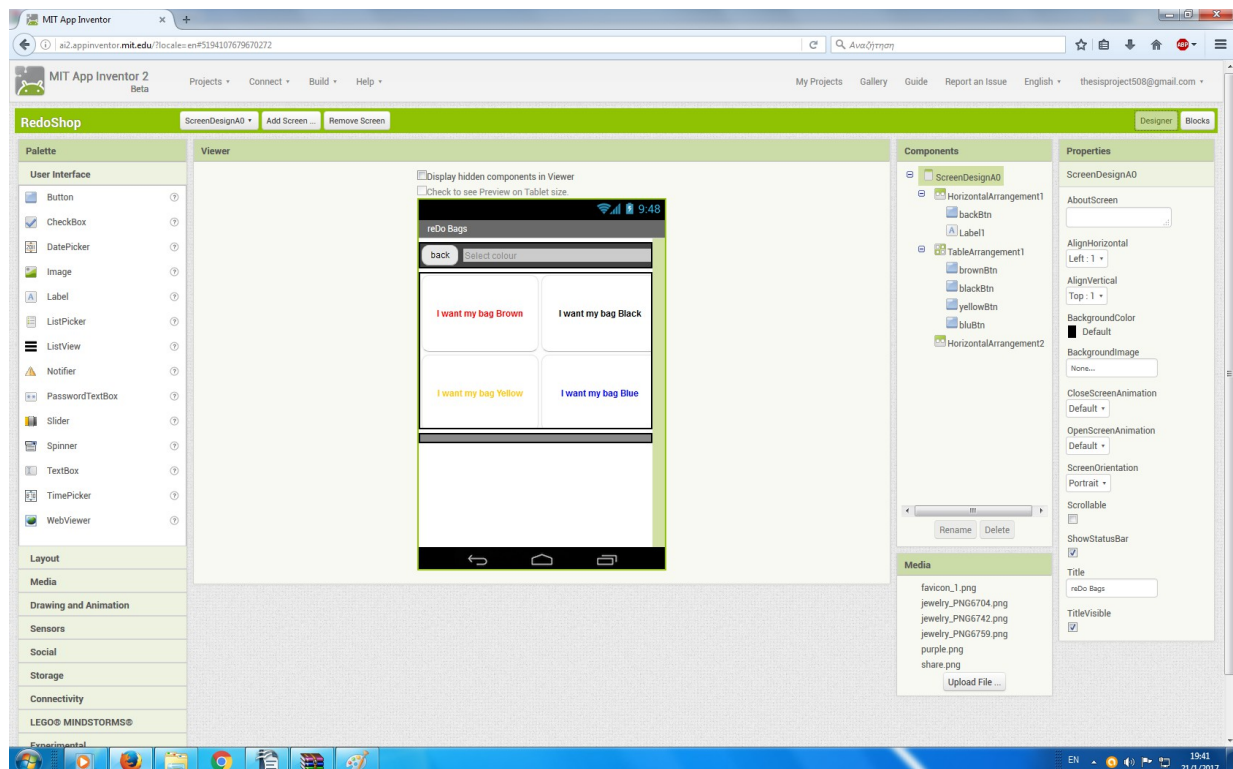 MIT App Inventor
ai2.appinventor.mit.edu/?locale=en#5194107679670272
Αναζήτηση
ABP
MIT App Inventor 2
Beta
Projects Connect Build Help
My Projects Gallery Guide Report an Issue English thesisproject508@gmail.com
RedoShop
ScreenDesignA0 Add Screen ... Remove Screen
Designer Blocks
Palette
User Interface
Button
CheckBox
DatePicker
Image
Label
ListPicker
ListView
Notifier
PasswordTextBox
Slider
Spinner
TextBox
TimePicker
WebViewer
Layout
Media
Drawing and Animation
Sensors
Social
Storage
Connectivity
LEGO® MINDSTORMS®
Experimental
Viewer
Display hidden components in Viewer
Check to see Preview on Tablet size.
9:48
reDo Bags
back Select colour
I want my bag Brown I want my bag Black
I want my bag Yellow I want my bag Blue
Components
ScreenDesignA0
HorizontalArrangement1
backBtn
A Label1
TableArrangement1
brownBtn
blackBtn
yellowBtn
bluBtn
HorizontalArrangement2
Rename Delete
Media
favicon_1.png
jewelry_PNG6704.png
jewelry_PNG6742.png
jewelry_PNG6759.png
purple.png
share.png
Upload File ...
Properties
ScreenDesignA0
AboutScreen
AlignHorizontal
Left : 1
AlignVertical
Top : 1
BackgroundColor
Default
BackgroundImage
None...
CloseScreenAnimation
Default
OpenScreenAnimation
Default
ScreenOrientation
Portrait
Scrollable
ShowStatusBar
Title
reDo Bags
TitleVisible
EN 19:41
21/1/2017